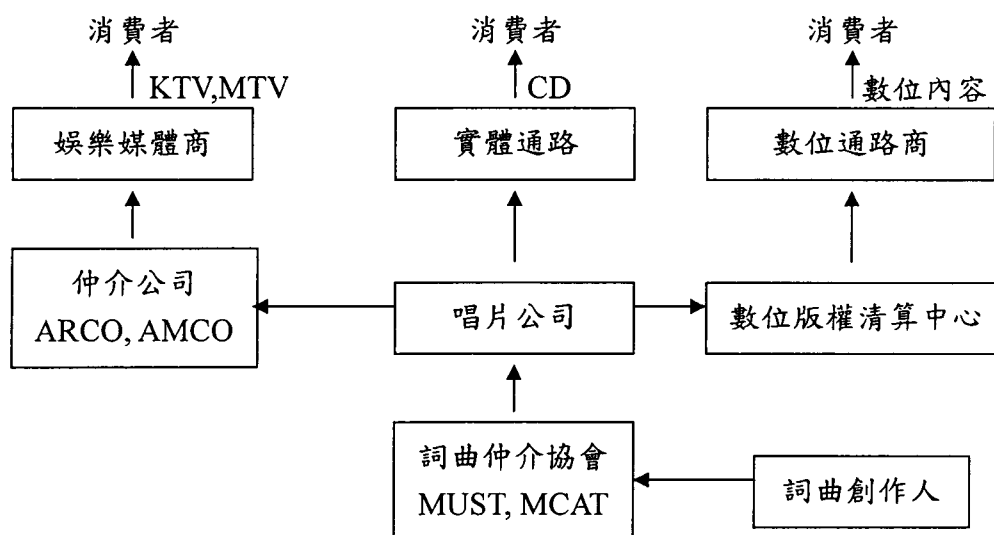 消費者
消費者
消費者
KTV,MTV
CD
數位內容
娛樂媒體商
實體通路
數位通路商
仲介公司
ARCO, AMCO
唱片公司
數位版權清算中心
詞曲仲介協會
MUST, MCAT
詞曲創作人